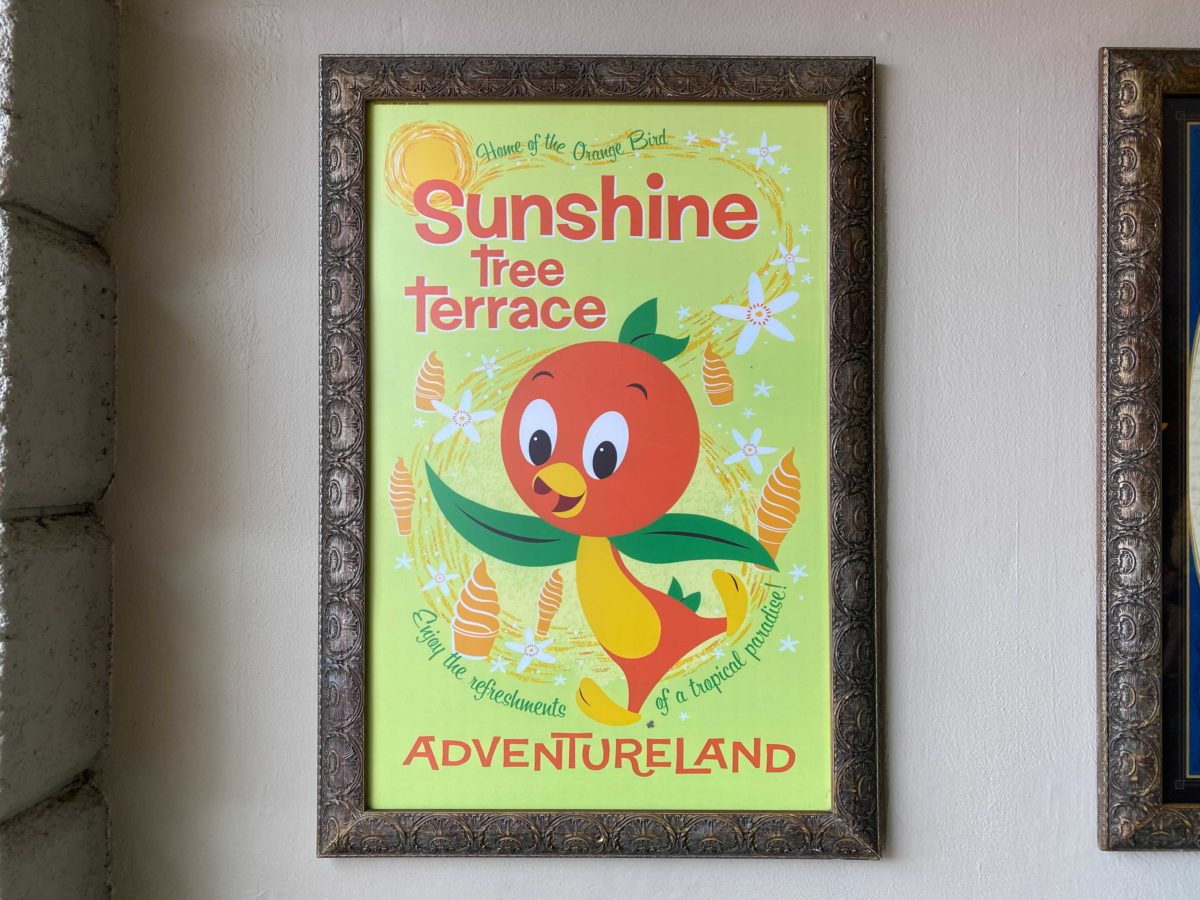 Home of the Orange Bird
Sunshine
Tree
Terrace
Enjoy the refreshments
of a tropical paradise!
ADVENTURELAND